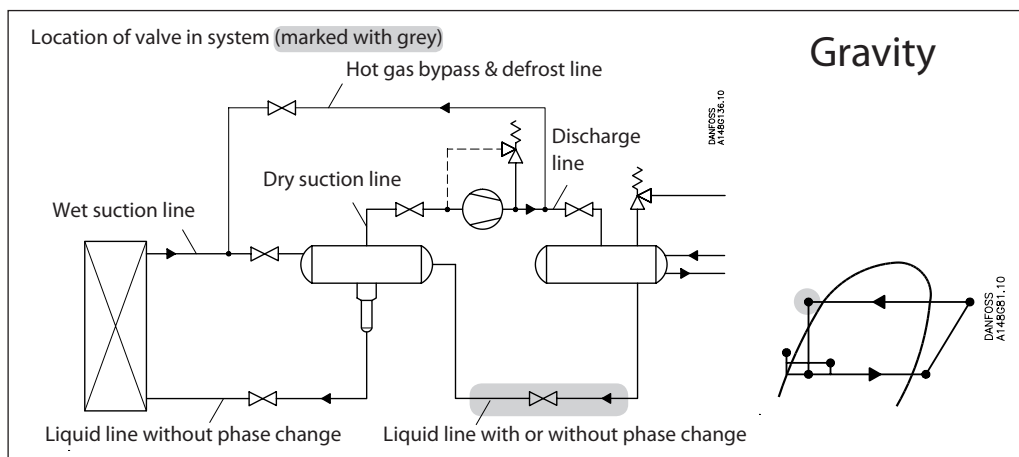 Location of valve in system (marked with grey)
Gravity
Hot gas bypass & defrost line
DANFOSS
A148G136.10
Discharge
line
Dry suction line
Wet suction line
DANFOSS
A148G81.10
Liquid line without phase change
Liquid line with or without phase change